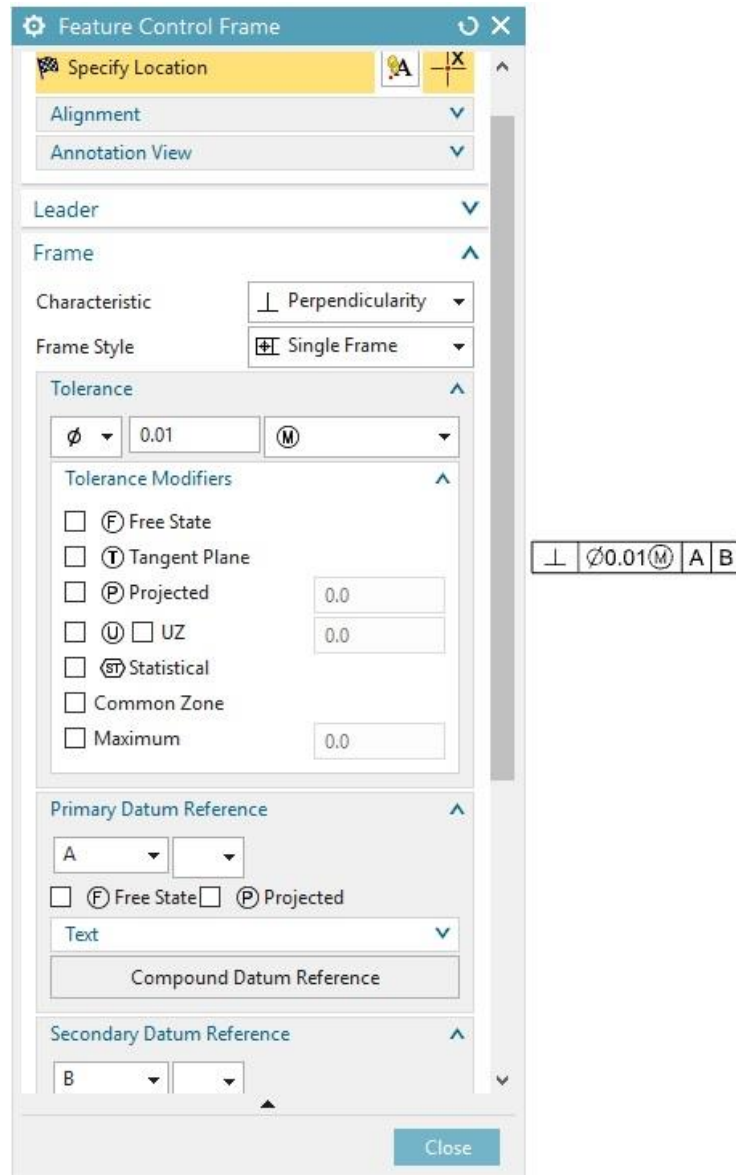 Feature Control Frame
Specify Location
A X
Alignment
Annotation View
Leader
Frame
Characteristic ⊥ Perpendicularity
Frame Style Single Frame
Tolerance
⌀ 0.01 Ⓜ
Tolerance Modifiers
Ⓕ Free State
Ⓣ Tangent Plane
Ⓟ Projected 0.0
Ⓤ UZ 0.0
ST Statistical
Common Zone
Maximum 0.0
⊥ ⌀0.01Ⓜ A B
Primary Datum Reference
A
Ⓕ Free State Ⓟ Projected
Text
Compound Datum Reference
Secondary Datum Reference
B
Close